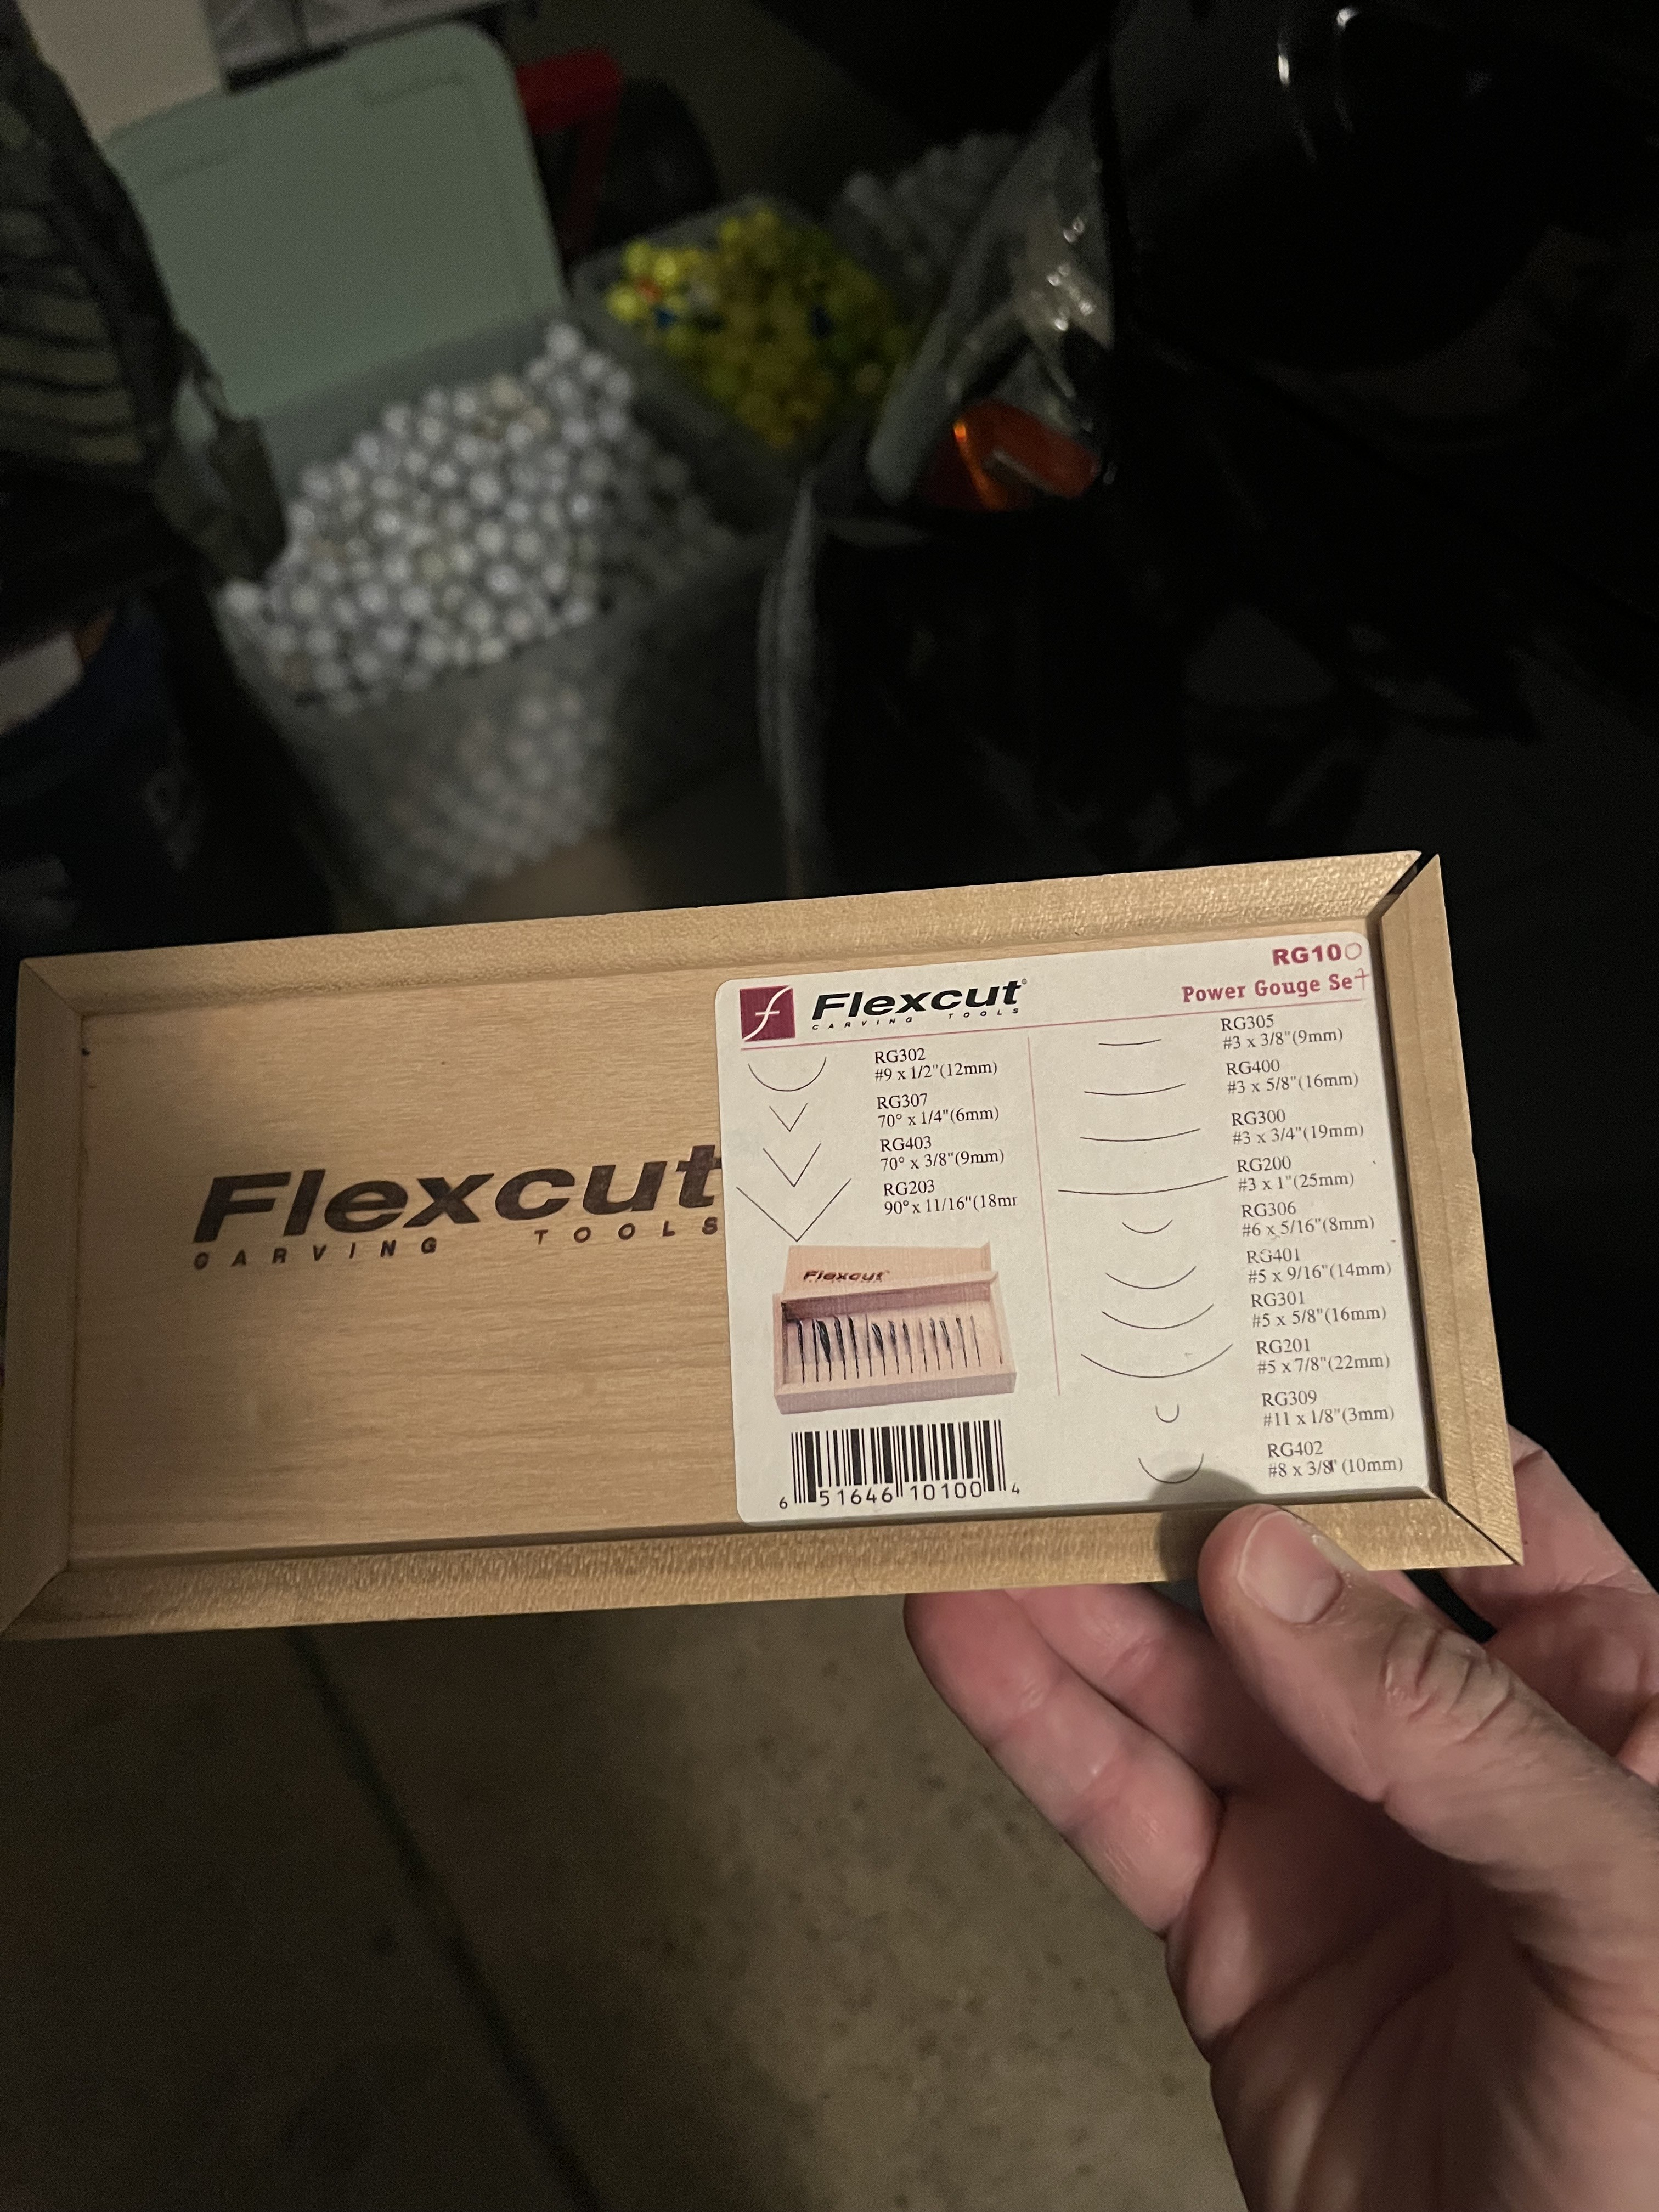 Flexcut
CARVING TOOLS
Flexcut
CARVING TOOLS
RG100
Power Gouge Set
RG302
#9 x 1/2"(12mm)
RG307
70° x 1/4"(6mm)
RG403
70° x 3/8"(9mm)
RG203
90° x 11/16"(18mr
Flexcut
6 51646 10100 4
RG305
#3 x 3/8"(9mm)
RG400
#3 x 5/8"(16mm)
RG300
#3 x 3/4"(19mm)
RG200
#3 x 1"(25mm)
RG306
#6 x 5/16"(8mm)
RG401
#5 x 9/16"(14mm)
RG301
#5 x 5/8"(16mm)
RG201
#5 x 7/8"(22mm)
RG309
#11 x 1/8"(3mm)
RG402
#8 x 3/8" (10mm)